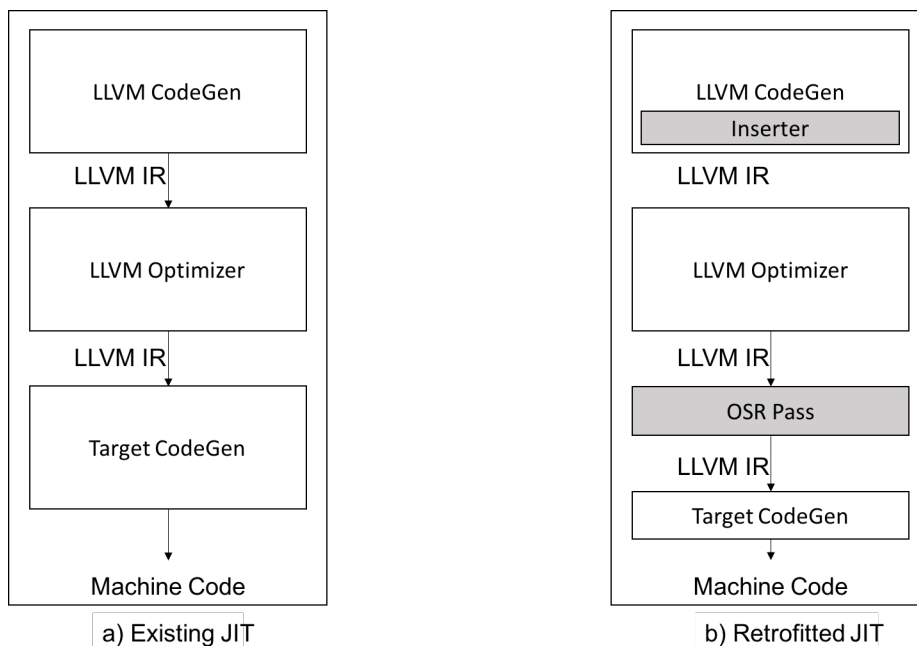 LLVM CodeGen
LLVM IR
LLVM Optimizer
LLVM IR
Target CodeGen
Machine Code
a) Existing JIT
LLVM CodeGen
Inserter
LLVM IR
LLVM Optimizer
LLVM IR
OSR Pass
LLVM IR
Target CodeGen
Machine Code
b) Retrofitted JIT